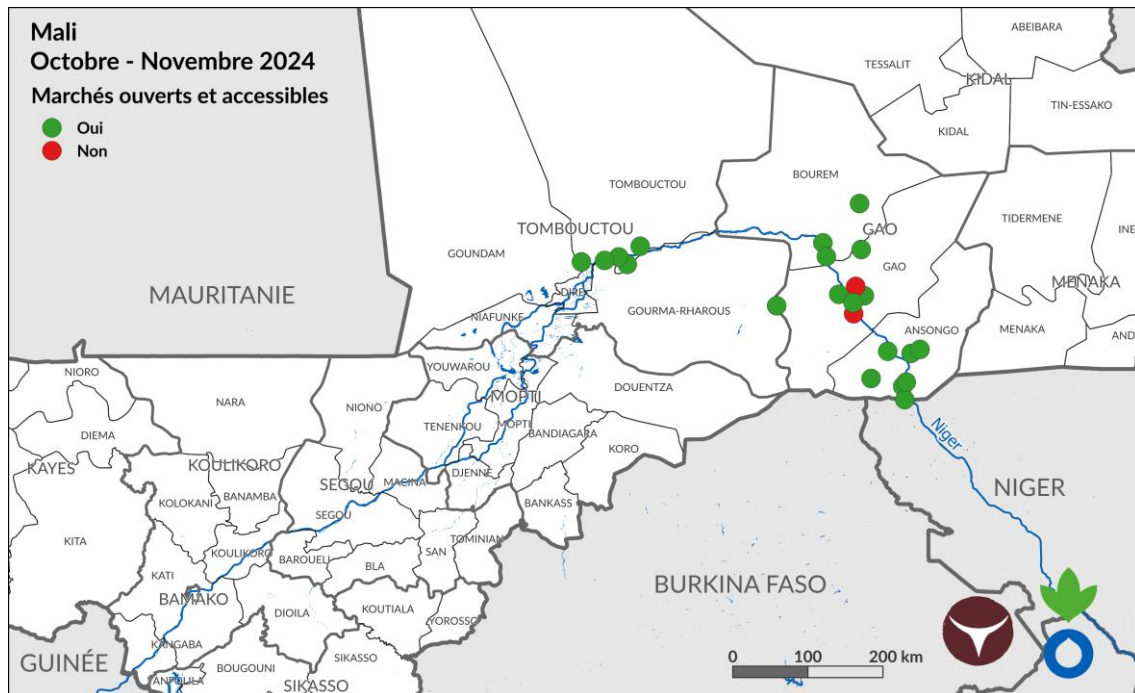 Mali
Octobre - Novembre 2024
Marchés ouverts et accessibles
Oui
Non
ABEIBARA
TESSALIT
KIDAL
TIN-ESSAKO
KIDAL
TOMBOUCTOU
BOUREM
TOMBOUCTOU
GAO
TIDERMENE
INE
GOUNDAM
GAO
MENAKA
MAURITANIE
DIRE
NIAFUNKE
GOURMA-RHAROUS
ANSONGO
MENAKA
AND
NIORO
YOUWAROU
DOUENTZA
NARA
NIONO
MOPTI
DIEMA
TENENKOU
MOPTI
BANDIAGARA
KORO
Niger
KAYES
KOULIKORO
SEGOU
MACINA
DJENNE
NIGER
KOLOKANI
BANAMBA
SEGOU
BANKASS
KITA
KOULIKORO
BAROUELI
SAN
TOMINIAN
KATI
BLA
BURKINA FASO
BAMAKO
DIOILA
KOUTIALA
YOROSSO
KANGABA
GUINÉE
BOUGOUNI
SIKASSO
SIKASSO
0 100 200 km